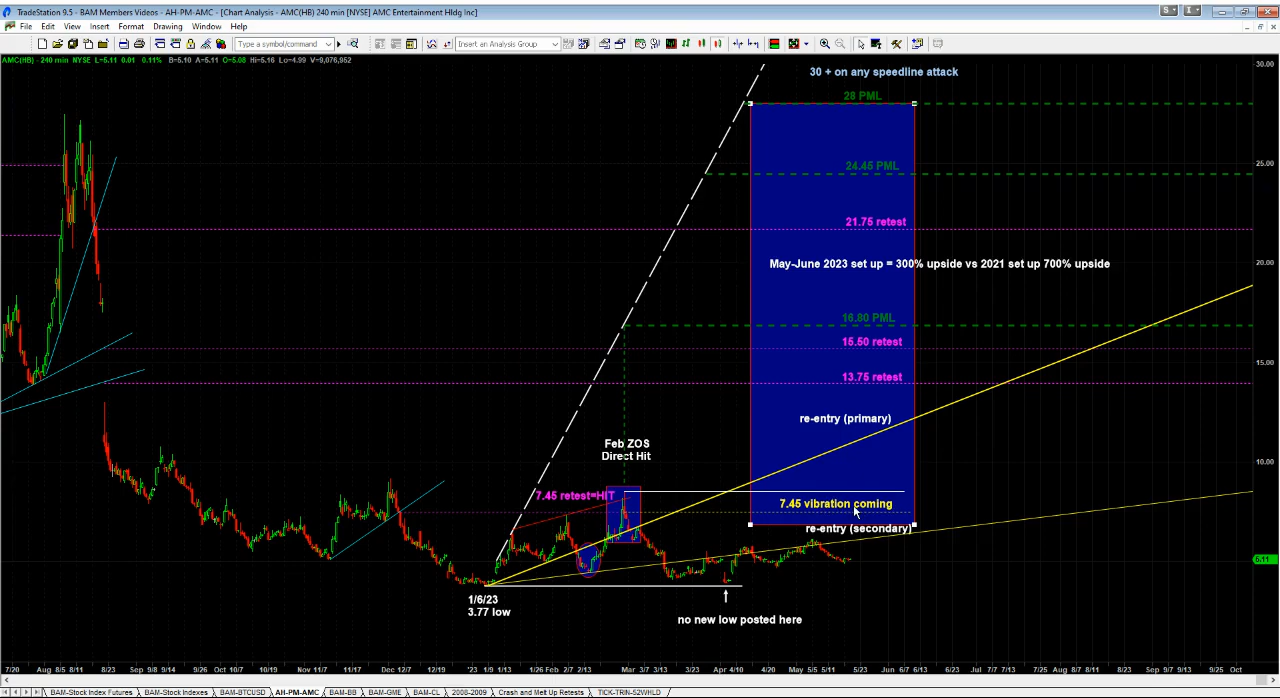 TradeStation 9.5 - BAM Members Videos - AH-PM-AMC - [Chart Analysis - AMC(HB) 240 min [NYSE] AMC Entertainment Hldg Inc]
File Edit View Insert Format Drawing Window Help
Type a symbol/command
Insert an Analysis Group
AMC(HB) - 240 min NYSE L=5.11 0.01 0.11% B=5.10 A=5.11 O=5.08 Hi=5.16 Lo=4.99 V=9,076,952
30.00
30 + on any speedline attack
28 PML
24.45 PML
25.00
21.75 retest
May-June 2023 set up = 300% upside vs 2021 set up 700% upside
20.00
16.80 PML
15.50 retest
15.00
13.75 retest
re-entry (primary)
Feb ZOS
Direct Hit
10.00
7.45 retest=HIT
7.45 vibration coming
re-entry (secondary)
5.11
1/6/23
3.77 low
no new low posted here
7/20 Aug 8/5 8/11 8/23 Sep 9/8 9/14 9/26 Oct 10/7 10/19 Nov 11/7 11/17 Dec 12/7 12/19 '23 1/9 1/13 1/26 Feb 2/7 2/13 Mar 3/7 3/13 3/23 Apr 4/10 4/20 May 5/5 5/11 5/23 Jun 6/7 6/13 6/23 Jul 7/7 7/13 7/25 Aug 8/7 8/11 8/23 Sep 9/7 9/13 9/25 Oct
BAM-Stock Index Futures BAM-Stock Indexes BAM-BTCUSD AH-PM-AMC BAM-BB BAM-GME BAM-CL 2008-2009 Crash and Melt Up Retests TICK-TRIN-52WHLD